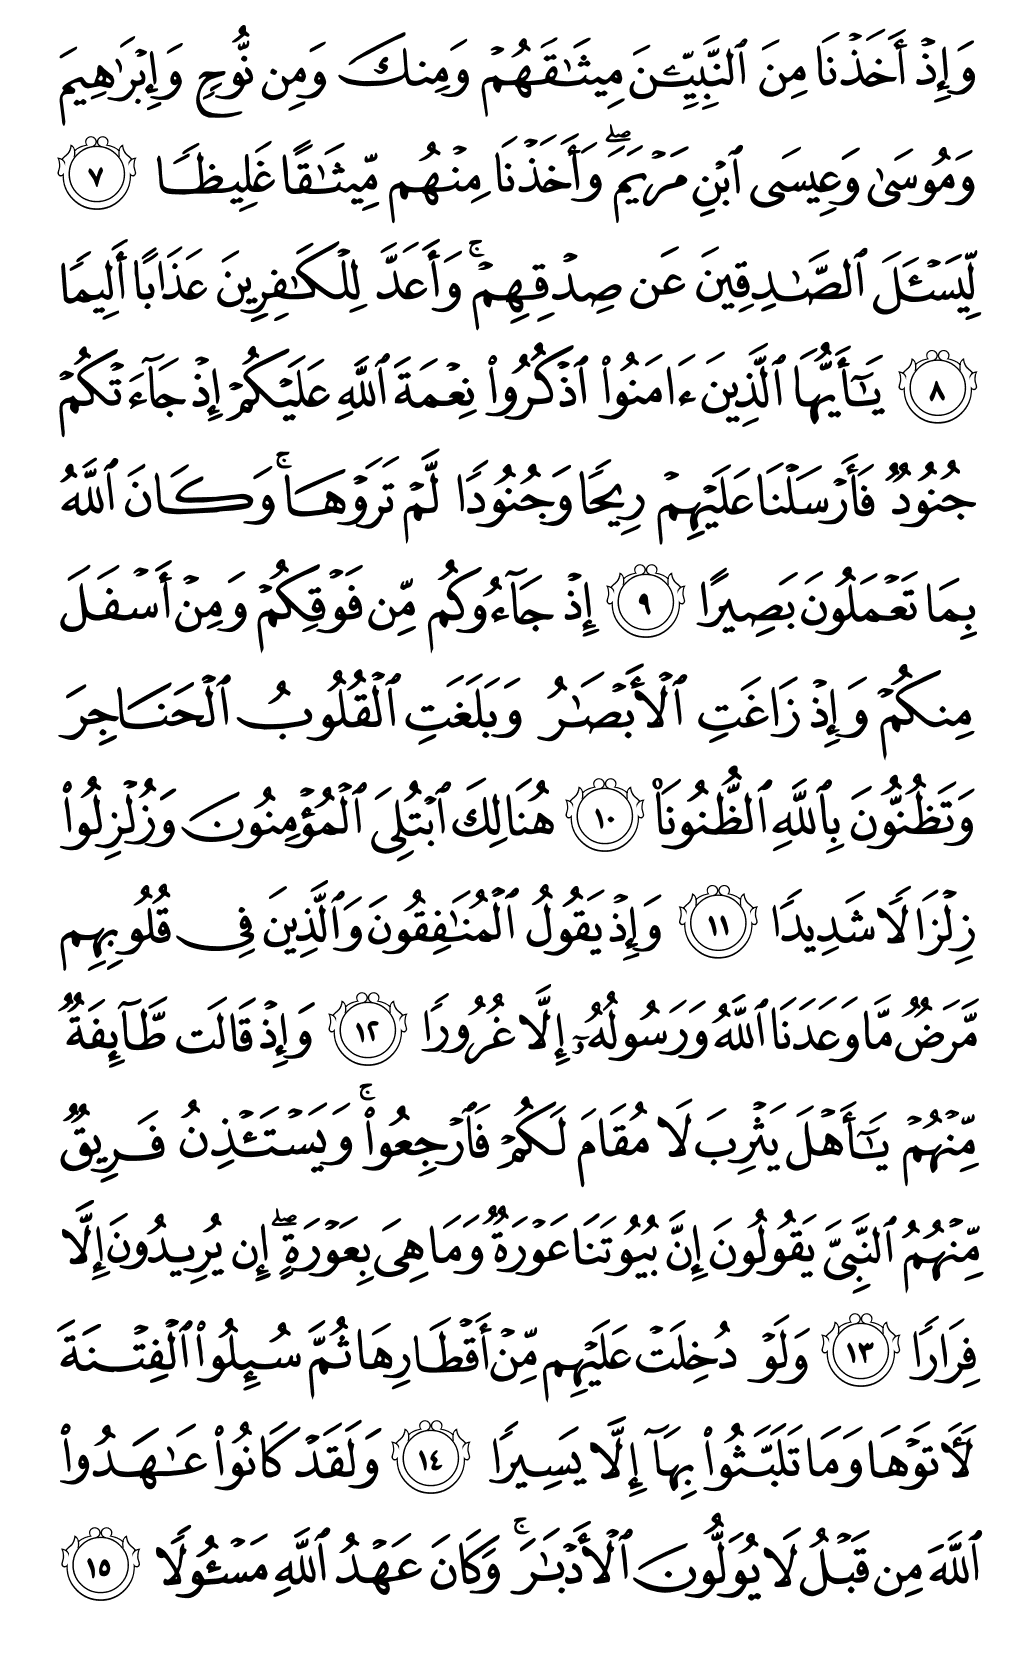 وَإِذْ أَخَذْنَا مِنَ ٱلنَّبِيِّـۧنَ مِيثَـٰقَهُمْ وَمِنكَ وَمِن نُّوحٍ وَإِبْرَٰهِيمَ
وَمُوسَىٰ وَعِيسَى ٱبْنِ مَرْيَمَ ۖ وَأَخَذْنَا مِنْهُم مِّيثَـٰقًا غَلِيظًا ٧
لِّيَسْـَٔلَ ٱلصَّـٰدِقِينَ عَن صِدْقِهِمْ ۚ وَأَعَدَّ لِلْكَـٰفِرِينَ عَذَابًا أَلِيمًا
٨ يَـٰٓأَيُّهَا ٱلَّذِينَ ءَامَنُوا۟ ٱذْكُرُوا۟ نِعْمَةَ ٱللَّهِ عَلَيْكُمْ إِذْ جَآءَتْكُمْ
جُنُودٌ فَأَرْسَلْنَا عَلَيْهِمْ رِيحًا وَجُنُودًا لَّمْ تَرَوْهَا ۚ وَكَانَ ٱللَّهُ
بِمَا تَعْمَلُونَ بَصِيرًا ٩ إِذْ جَآءُوكُم مِّن فَوْقِكُمْ وَمِنْ أَسْفَلَ
مِنكُمْ وَإِذْ زَاغَتِ ٱلْأَبْصَـٰرُ وَبَلَغَتِ ٱلْقُلُوبُ ٱلْحَنَاجِرَ
وَتَظُنُّونَ بِٱللَّهِ ٱلظُّنُونَا۠ ١٠ هُنَالِكَ ٱبْتُلِىَ ٱلْمُؤْمِنُونَ وَزُلْزِلُوا۟
زِلْزَالًا شَدِيدًا ١١ وَإِذْ يَقُولُ ٱلْمُنَـٰفِقُونَ وَٱلَّذِينَ فِى قُلُوبِهِم
مَّرَضٌ مَّا وَعَدَنَا ٱللَّهُ وَرَسُولُهُۥٓ إِلَّا غُرُورًا ١٢ وَإِذْ قَالَت طَّآئِفَةٌ
مِّنْهُمْ يَـٰٓأَهْلَ يَثْرِبَ لَا مُقَامَ لَكُمْ فَٱرْجِعُوا۟ ۚ وَيَسْتَـْٔذِنُ فَرِيقٌ
مِّنْهُمُ ٱلنَّبِىَّ يَقُولُونَ إِنَّ بُيُوتَنَا عَوْرَةٌ وَمَا هِىَ بِعَوْرَةٍ ۖ إِن يُرِيدُونَ إِلَّا
فِرَارًا ١٣ وَلَوْ دُخِلَتْ عَلَيْهِم مِّنْ أَقْطَارِهَا ثُمَّ سُئِلُوا۟ ٱلْفِتْنَةَ
لَـَٔاتَوْهَا وَمَا تَلَبَّثُوا۟ بِهَآ إِلَّا يَسِيرًا ١٤ وَلَقَدْ كَانُوا۟ عَـٰهَدُوا۟
ٱللَّهَ مِن قَبْلُ لَا يُوَلُّونَ ٱلْأَدْبَـٰرَ ۚ وَكَانَ عَهْدُ ٱللَّهِ مَسْـُٔولًا ١٥